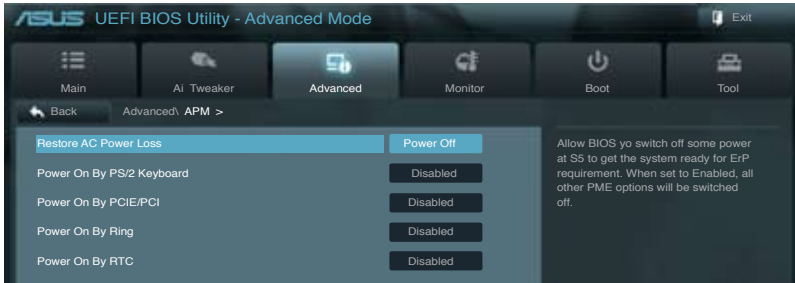 ASUS UEFI BIOS Utility - Advanced Mode
Exit
Main
Ai Tweaker
Advanced
Monitor
Boot
Tool
Back
Advanced\ APM >
Restore AC Power Loss
Power Off
Power On By PS/2 Keyboard
Disabled
Power On By PCIE/PCI
Disabled
Power On By Ring
Disabled
Power On By RTC
Disabled
Allow BIOS yo switch off some power
at S5 to get the system ready for ErP
requirement. When set to Enabled, all
other PME options will be switched
off.